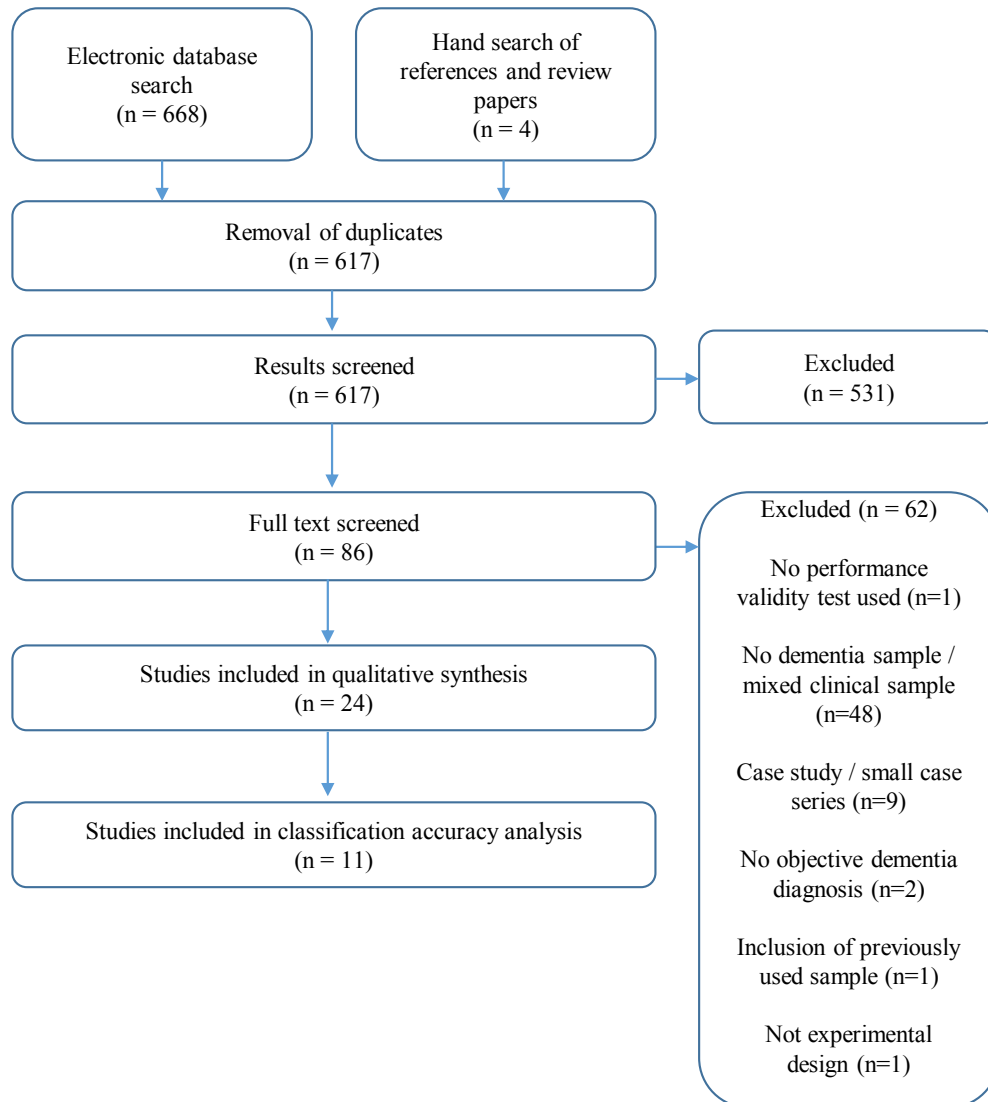 Electronic database
search
(n = 668)
Hand search of
references and review
papers
(n = 4)
Removal of duplicates
(n = 617)
Results screened
(n = 617)
Excluded
(n = 531)
Full text screened
(n = 86)
Excluded (n = 62)
No performance
validity test used (n=1)
No dementia sample /
mixed clinical sample
(n=48)
Case study / small case
series (n=9)
No objective dementia
diagnosis (n=2)
Inclusion of previously
used sample (n=1)
Not experimental
design (n=1)
Studies included in qualitative synthesis
(n = 24)
Studies included in classification accuracy analysis
(n = 11)